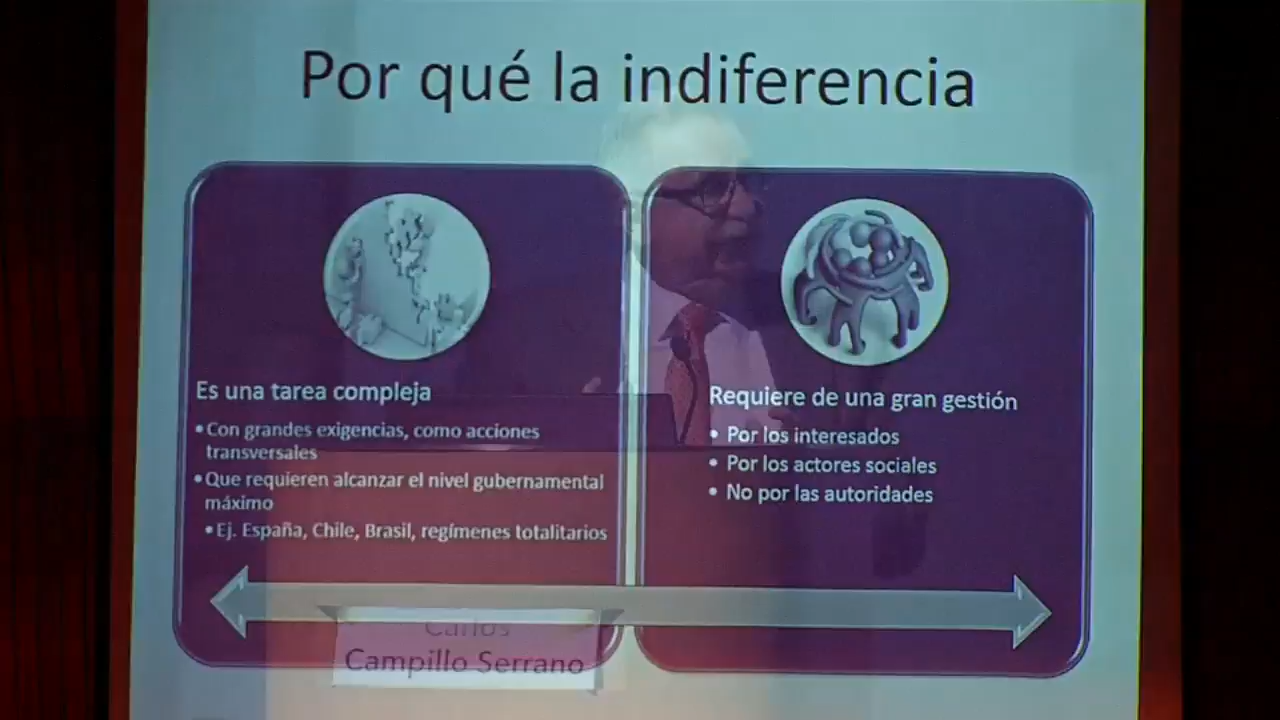 Por qué la indiferencia
Es una tarea compleja
• Con grandes exigencias, como acciones
transversales
• Que requieren alcanzar el nivel gubernamental
máximo
• Ej. España, Chile, Brasil, regímenes totalitarios
Requiere de una gran gestión
• Por los interesados
• Por los actores sociales
• No por las autoridades
Carlos
Campillo Serrano